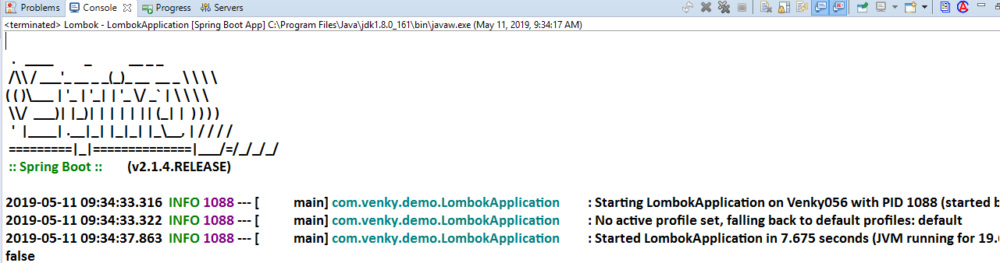 Problems Console Progress Servers
<terminated> Lombok - LombokApplication [Spring Boot App] C:\Program Files\Java\jdk1.8.0_161\bin\javaw.exe (May 11, 2019, 9:34:17 AM)
  .   ____          _            __ _ _
 /\\ / ___'_ __ _ _(_)_ __  __ _ \ \ \ \
( ( )\___ | '_ | '_| | '_ \/ _` | \ \ \ \
 \\/  ___)| |_)| | | | | || (_| |  ) ) ) )
  '  |____| .__|_| |_|_| |_\__, | / / / /
 =========|_|==============|___/=/_/_/_/
 :: Spring Boot ::        (v2.1.4.RELEASE)
2019-05-11 09:34:33.316  INFO 1088 --- [           main] com.venky.demo.LombokApplication         : Starting LombokApplication on Venky056 with PID 1088 (started b
2019-05-11 09:34:33.322  INFO 1088 --- [           main] com.venky.demo.LombokApplication         : No active profile set, falling back to default profiles: default
2019-05-11 09:34:37.863  INFO 1088 --- [           main] com.venky.demo.LombokApplication         : Started LombokApplication in 7.675 seconds (JVM running for 19.
false